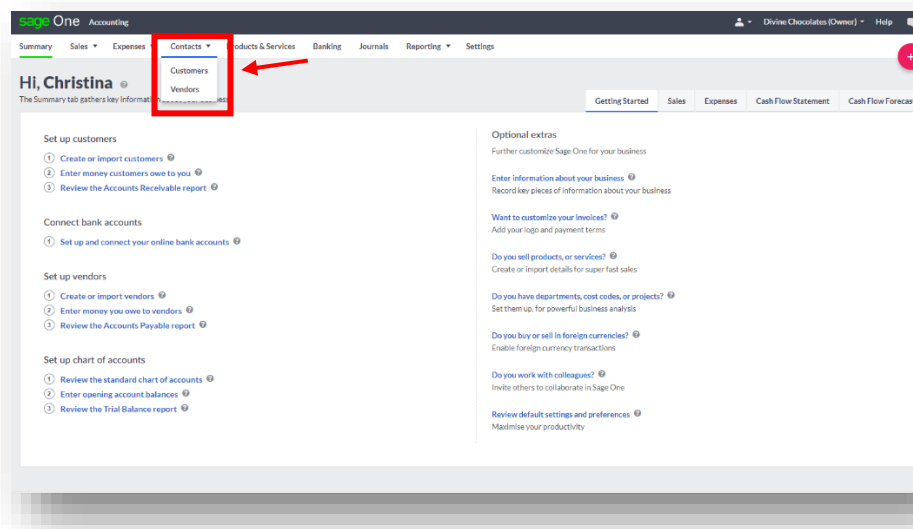 sage One Accounting
Divine Chocolates (Owner) Help
Summary Sales Expenses Contacts Products & Services Banking Journals Reporting Settings
Customers
Vendors
Hi, Christina
The Summary tab gathers key
Getting Started Sales Expenses Cash Flow Statement Cash Flow Forecas
Set up customers
1 Create or import customers
2 Enter money customers owe to you
3 Review the Accounts Receivable report
Connect bank accounts
1 Set up and connect your online bank accounts
Set up vendors
1 Create or import vendors
2 Enter money you owe to vendors
3 Review the Accounts Payable report
Set up chart of accounts
1 Review the standard chart of accounts
2 Enter opening account balances
3 Review the Trial Balance report
Optional extras
Further customize Sage One for your business
Enter information about your business
Record key pieces of information about your business
Want to customize your invoices?
Add your logo and payment terms
Do you sell products, or services?
Create or import details for super fast sales
Do you have departments, cost codes, or projects?
Set them up, for powerful business analysis
Do you buy or sell in foreign currencies?
Enable foreign currency transactions
Do you work with colleagues?
Invite others to collaborate in Sage One
Review default settings and preferences
Maximise your productivity